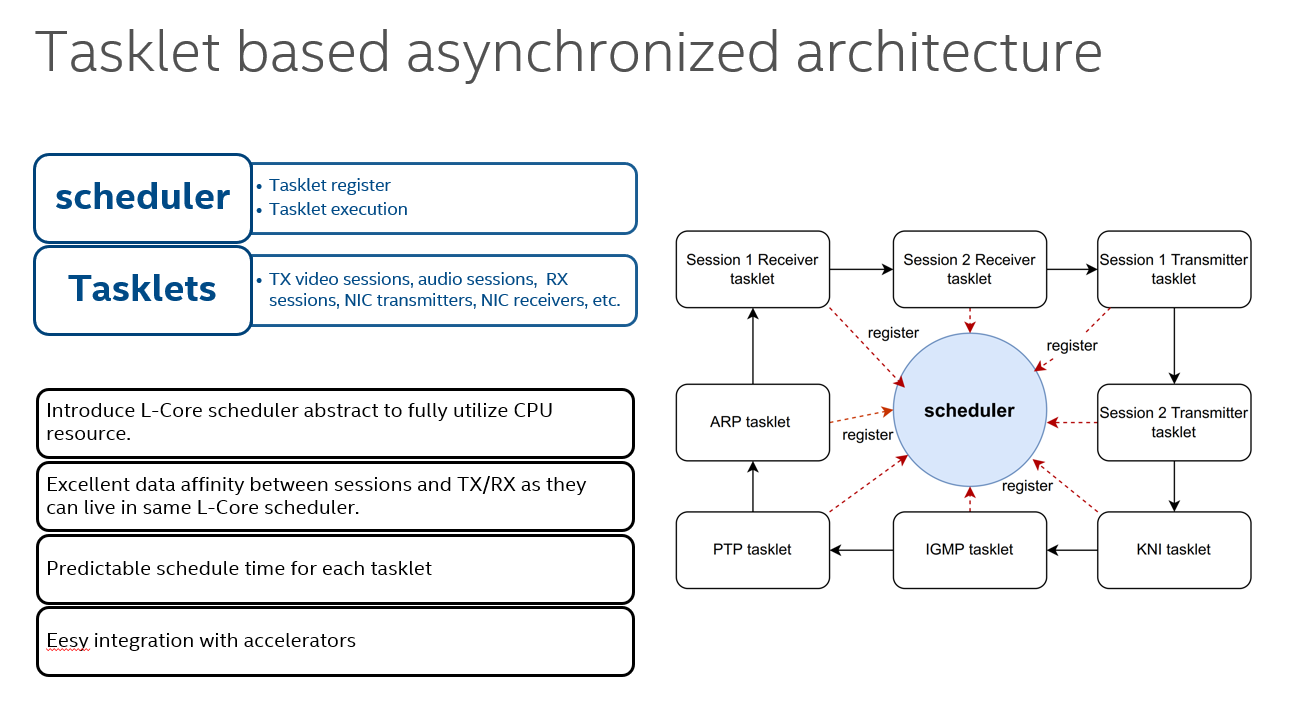 Tasklet based asynchronized architecture
scheduler
• Tasklet register
• Tasklet execution
Tasklets
• TX video sessions, audio sessions, RX
sessions, NIC transmitters, NIC receivers, etc.
Introduce L-Core scheduler abstract to fully utilize CPU
resource.
Excellent data affinity between sessions and TX/RX as they
can live in same L-Core scheduler.
Predictable schedule time for each tasklet
Eesy integration with accelerators
Session 1 Receiver
tasklet
Session 2 Receiver
tasklet
Session 1 Transmitter
tasklet
register
register
ARP tasklet
scheduler
Session 2 Transmitter
tasklet
register
register
PTP tasklet
IGMP tasklet
KNI tasklet